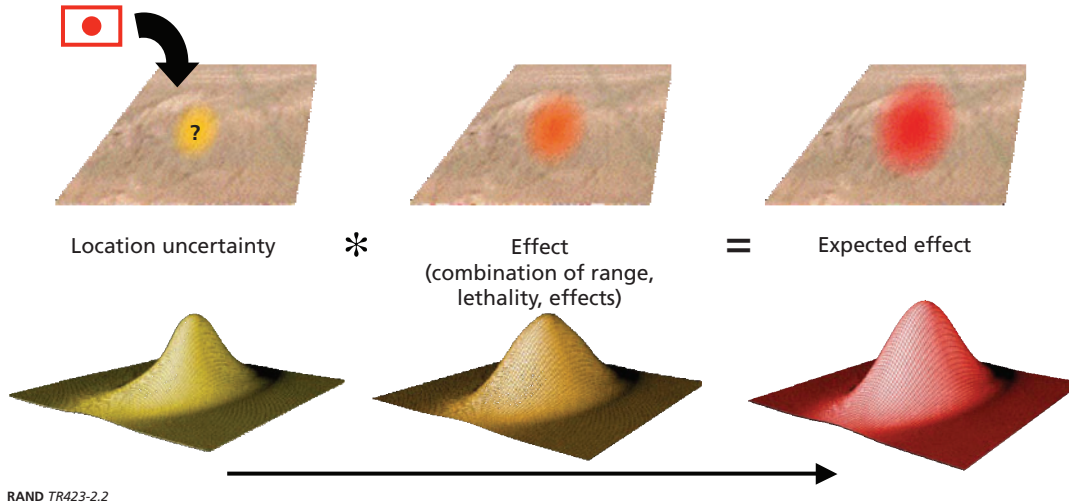 ?
Location uncertainty
*
Effect
(combination of range,
lethality, effects)
=
Expected effect
RAND TR423-2.2